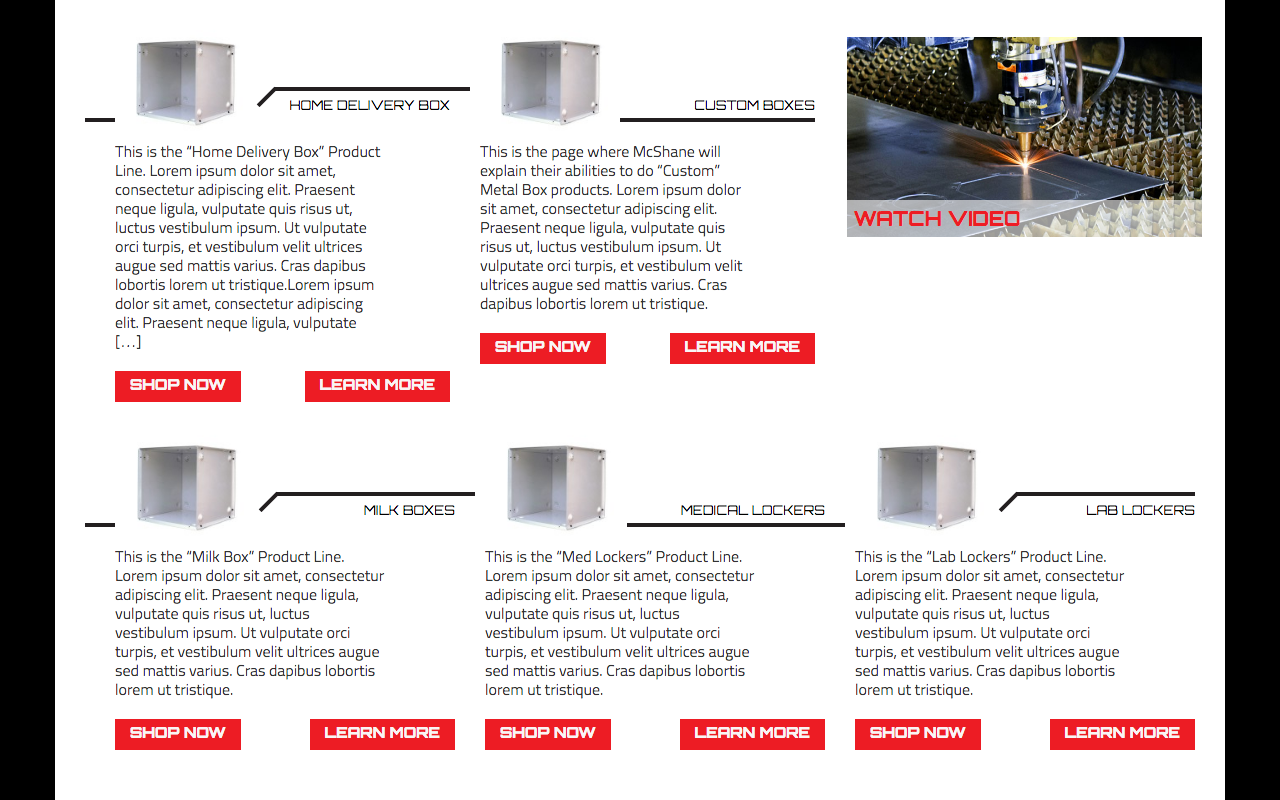 HOME DELIVERY BOX
This is the “Home Delivery Box” Product
Line. Lorem ipsum dolor sit amet,
consectetur adipiscing elit. Praesent
neque ligula, vulputate quis risus ut,
luctus vestibulum ipsum. Ut vulputate
orci turpis, et vestibulum velit ultrices
augue sed mattis varius. Cras dapibus
lobortis lorem ut tristique.Lorem ipsum
dolor sit amet, consectetur adipiscing
elit. Praesent neque ligula, vulputate
[…]
SHOP NOW
LEARN MORE
CUSTOM BOXES
This is the page where McShane will
explain their abilities to do “Custom”
Metal Box products. Lorem ipsum dolor
sit amet, consectetur adipiscing elit.
Praesent neque ligula, vulputate quis
risus ut, luctus vestibulum ipsum. Ut
vulputate orci turpis, et vestibulum velit
ultrices augue sed mattis varius. Cras
dapibus lobortis lorem ut tristique.
SHOP NOW
LEARN MORE
WATCH VIDEO
MILK BOXES
This is the “Milk Box” Product Line.
Lorem ipsum dolor sit amet, consectetur
adipiscing elit. Praesent neque ligula,
vulputate quis risus ut, luctus
vestibulum ipsum. Ut vulputate orci
turpis, et vestibulum velit ultrices augue
sed mattis varius. Cras dapibus lobortis
lorem ut tristique.
SHOP NOW
LEARN MORE
MEDICAL LOCKERS
This is the “Med Lockers” Product Line.
Lorem ipsum dolor sit amet, consectetur
adipiscing elit. Praesent neque ligula,
vulputate quis risus ut, luctus
vestibulum ipsum. Ut vulputate orci
turpis, et vestibulum velit ultrices augue
sed mattis varius. Cras dapibus lobortis
lorem ut tristique.
SHOP NOW
LEARN MORE
LAB LOCKERS
This is the “Lab Lockers” Product Line.
Lorem ipsum dolor sit amet, consectetur
adipiscing elit. Praesent neque ligula,
vulputate quis risus ut, luctus
vestibulum ipsum. Ut vulputate orci
turpis, et vestibulum velit ultrices augue
sed mattis varius. Cras dapibus lobortis
lorem ut tristique.
SHOP NOW
LEARN MORE